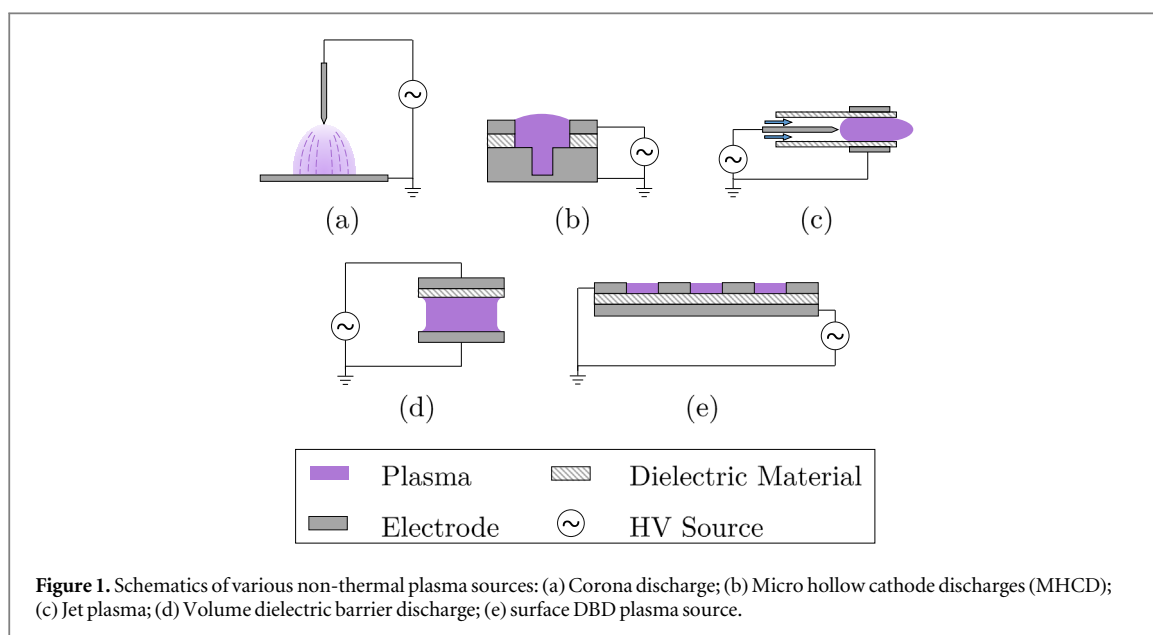 (a)
(b)
(c)
(d)
(e)
Plasma
Dielectric Material
Electrode
HV Source
Figure 1. Schematics of various non-thermal plasma sources: (a) Corona discharge; (b) Micro hollow cathode discharges (MHCD);
(c) Jet plasma; (d) Volume dielectric barrier discharge; (e) surface DBD plasma source.